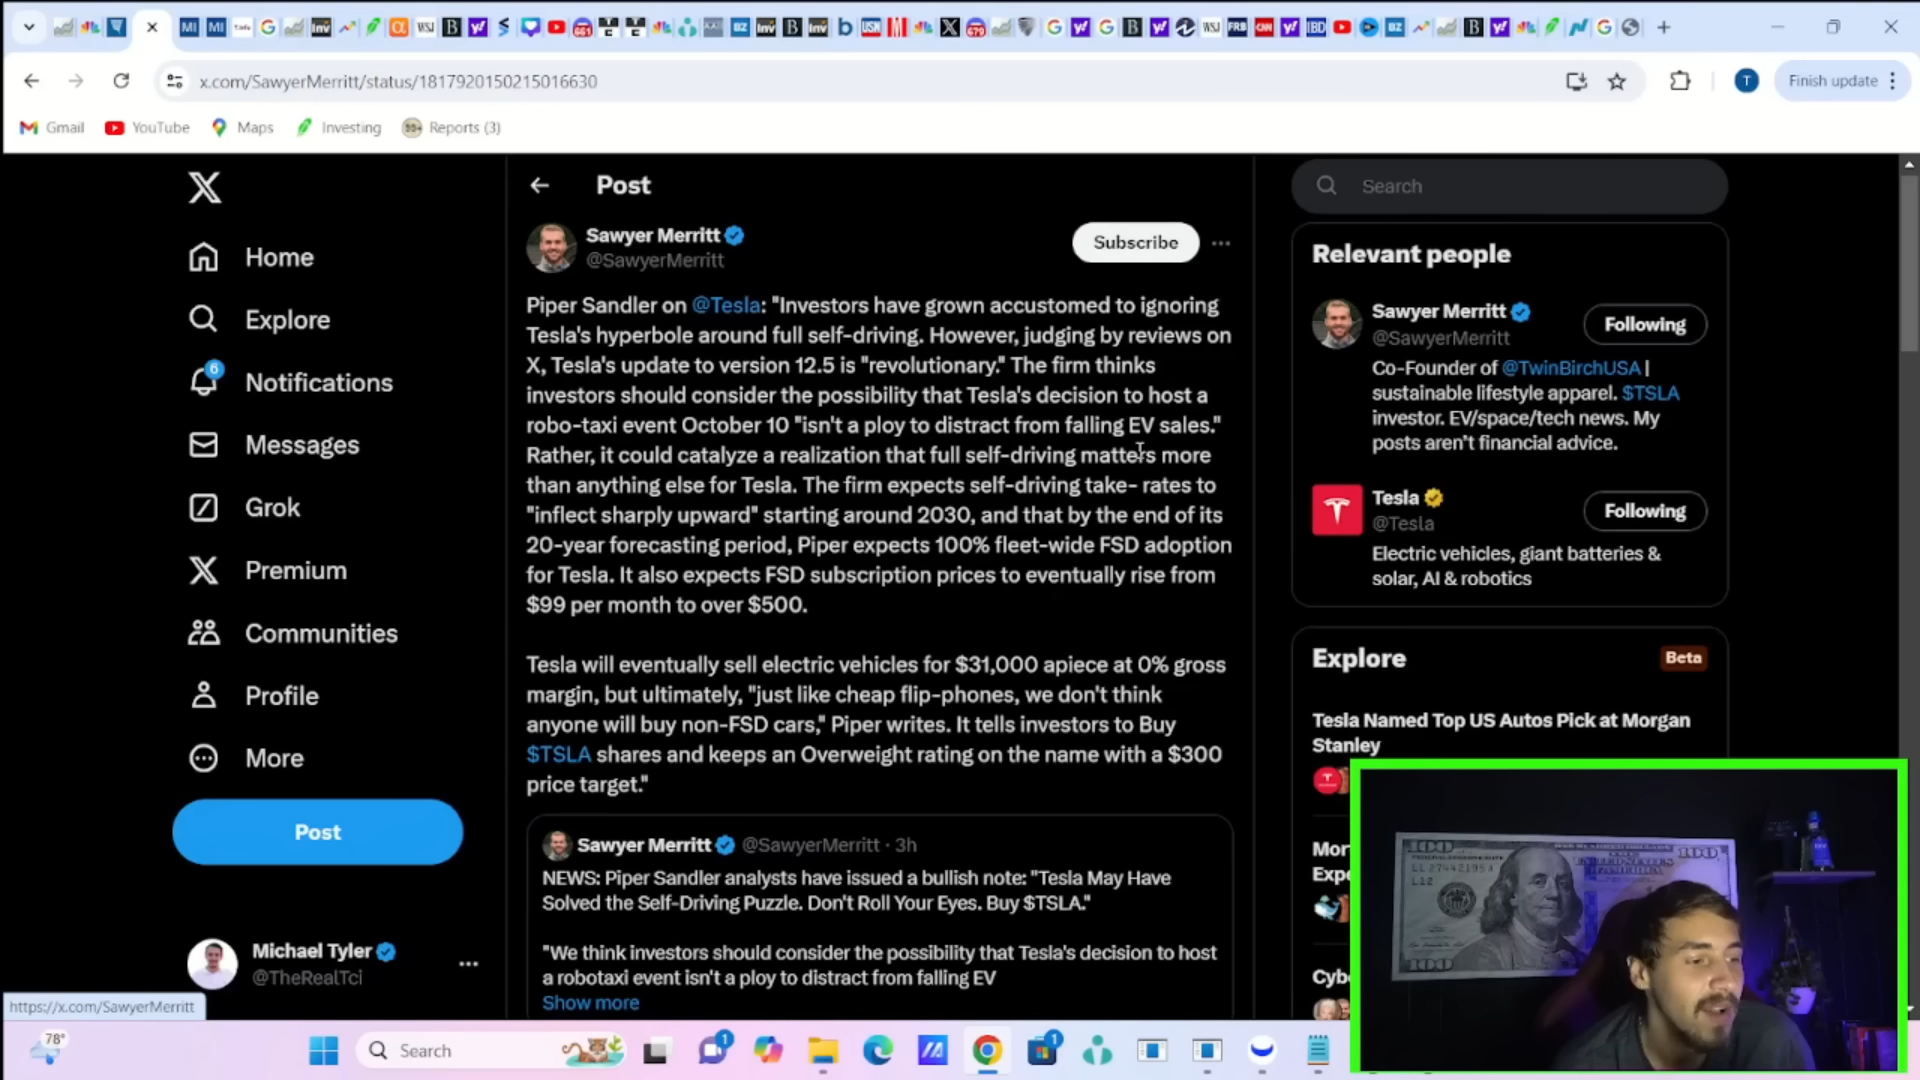 x.com/SawyerMerritt/status/1817920150215016630
Finish update
Gmail
YouTube
Maps
Investing
Reports (3)
Home
Explore
6
Notifications
Messages
Grok
Premium
Communities
Profile
More
Post
Michael Tyler
@TheRealTci
https://x.com/SawyerMerritt
Post
Sawyer Merritt
@SawyerMerritt
Subscribe
Piper Sandler on @Tesla: "Investors have grown accustomed to ignoring
Tesla's hyperbole around full self-driving. However, judging by reviews on
X, Tesla's update to version 12.5 is "revolutionary." The firm thinks
investors should consider the possibility that Tesla's decision to host a
robo-taxi event October 10 "isn't a ploy to distract from falling EV sales."
Rather, it could catalyze a realization that full self-driving matters more
than anything else for Tesla. The firm expects self-driving take- rates to
"inflect sharply upward" starting around 2030, and that by the end of its
20-year forecasting period, Piper expects 100% fleet-wide FSD adoption
for Tesla. It also expects FSD subscription prices to eventually rise from
$99 per month to over $500.
Tesla will eventually sell electric vehicles for $31,000 apiece at 0% gross
margin, but ultimately, "just like cheap flip-phones, we don't think
anyone will buy non-FSD cars," Piper writes. It tells investors to Buy
$TSLA shares and keeps an Overweight rating on the name with a $300
price target."
Sawyer Merritt @SawyerMerritt · 3h
NEWS: Piper Sandler analysts have issued a bullish note: "Tesla May Have
Solved the Self-Driving Puzzle. Don't Roll Your Eyes. Buy $TSLA."
"We think investors should consider the possibility that Tesla's decision to host
a robotaxi event isn't a ploy to distract from falling EV
Show more
Search
Relevant people
Sawyer Merritt
@SawyerMerritt
Following
Co-Founder of @TwinBirchUSA |
sustainable lifestyle apparel. $TSLA
investor. EV/space/tech news. My
posts aren't financial advice.
Tesla
@Tesla
Following
Electric vehicles, giant batteries &
solar, AI & robotics
Explore
Beta
Tesla Named Top US Autos Pick at Morgan
Stanley
Mor
Expe
Cyb
100
100
78°
Search
1
1